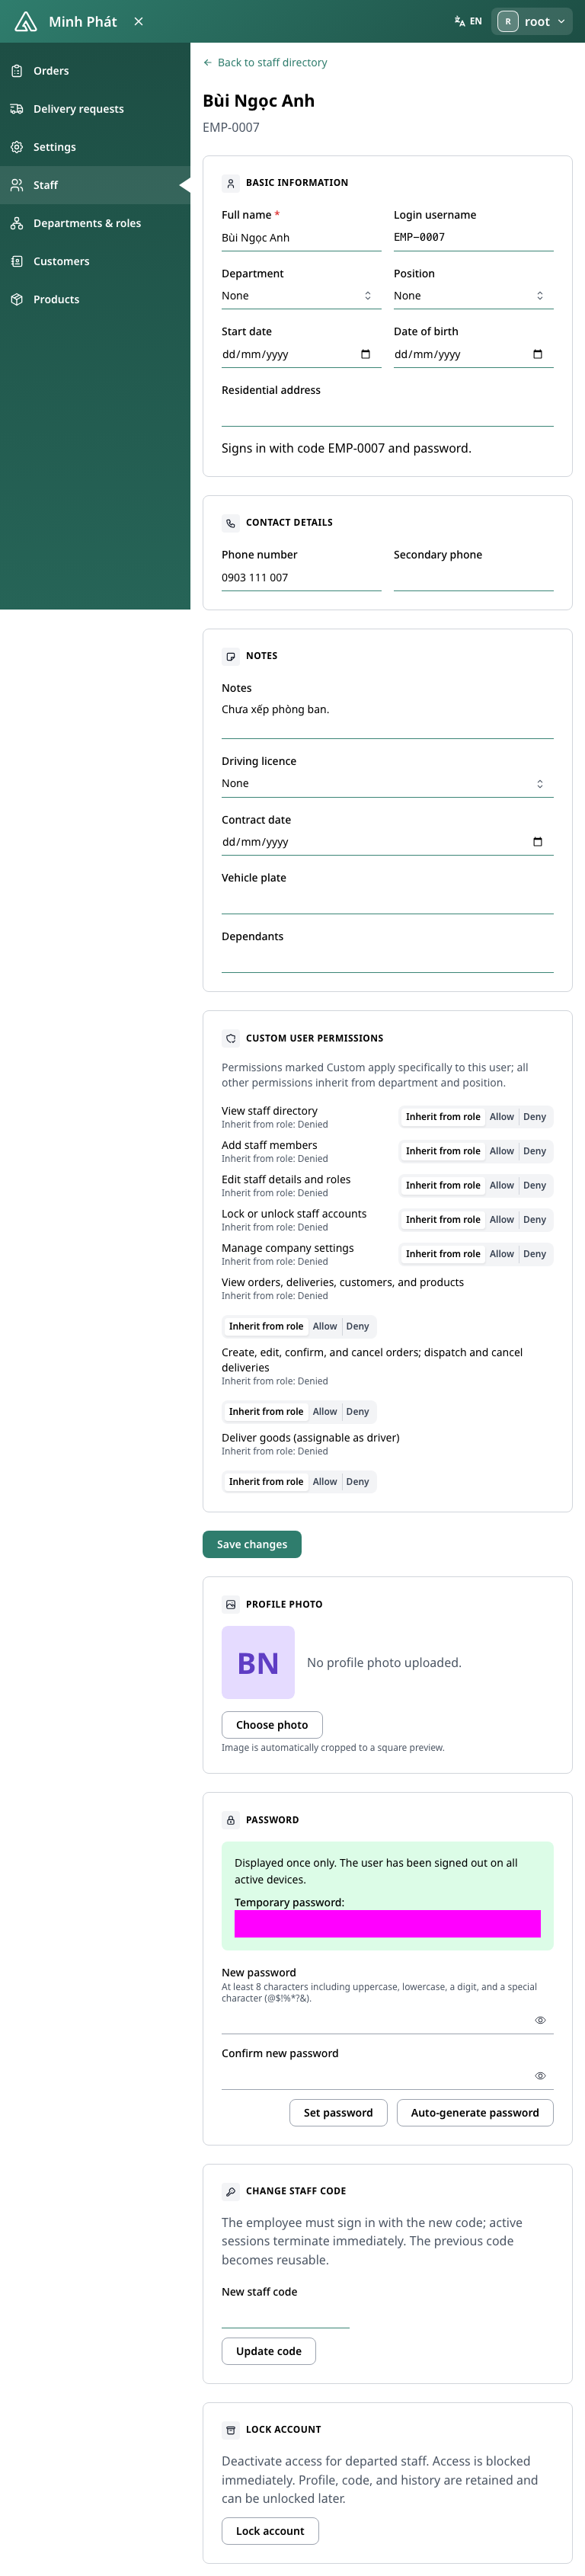 Minh Phát
EN
R
root
Orders
Delivery requests
Settings
Staff
Departments & roles
Customers
Products
Back to staff directory
Bùi Ngọc Anh
EMP-0007
BASIC INFORMATION
Full name *
Login username
Bùi Ngọc Anh
EMP-0007
Department
Position
None
None
Start date
Date of birth
dd/mm/yyyy
dd/mm/yyyy
Residential address
Signs in with code EMP-0007 and password.
CONTACT DETAILS
Phone number
Secondary phone
0903 111 007
NOTES
Notes
Chưa xếp phòng ban.
Driving licence
None
Contract date
dd/mm/yyyy
Vehicle plate
Dependants
CUSTOM USER PERMISSIONS
Permissions marked Custom apply specifically to this user; all
other permissions inherit from department and position.
View staff directory
Inherit from role: Denied
Inherit from role Allow Deny
Add staff members
Inherit from role: Denied
Inherit from role Allow Deny
Edit staff details and roles
Inherit from role: Denied
Inherit from role Allow Deny
Lock or unlock staff accounts
Inherit from role: Denied
Inherit from role Allow Deny
Manage company settings
Inherit from role: Denied
Inherit from role Allow Deny
View orders, deliveries, customers, and products
Inherit from role: Denied
Inherit from role Allow Deny
Create, edit, confirm, and cancel orders; dispatch and cancel
deliveries
Inherit from role: Denied
Inherit from role Allow Deny
Deliver goods (assignable as driver)
Inherit from role: Denied
Inherit from role Allow Deny
Save changes
PROFILE PHOTO
BN
No profile photo uploaded.
Choose photo
Image is automatically cropped to a square preview.
PASSWORD
Displayed once only. The user has been signed out on all
active devices.
Temporary password:
New password
At least 8 characters including uppercase, lowercase, a digit, and a special
character (@$!%*?&).
Confirm new password
Set password
Auto-generate password
CHANGE STAFF CODE
The employee must sign in with the new code; active
sessions terminate immediately. The previous code
becomes reusable.
New staff code
Update code
LOCK ACCOUNT
Deactivate access for departed staff. Access is blocked
immediately. Profile, code, and history are retained and
can be unlocked later.
Lock account